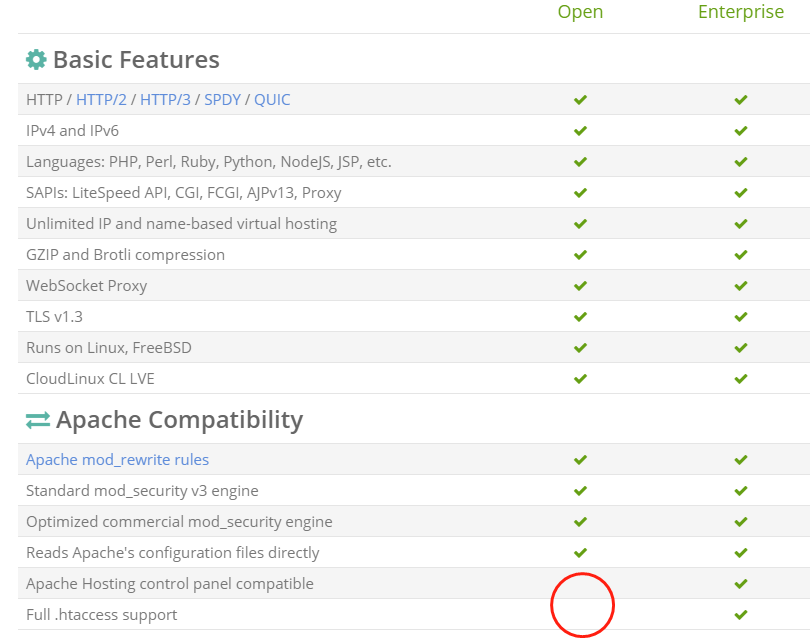 Open Enterprise
Basic Features
HTTP / HTTP/2 / HTTP/3 / SPDY / QUIC
IPv4 and IPv6
Languages: PHP, Perl, Ruby, Python, NodeJS, JSP, etc.
SAPIs: LiteSpeed API, CGI, FCGI, AJPv13, Proxy
Unlimited IP and name-based virtual hosting
GZIP and Brotli compression
WebSocket Proxy
TLS v1.3
Runs on Linux, FreeBSD
CloudLinux CL LVE
Apache Compatibility
Apache mod_rewrite rules
Standard mod_security v3 engine
Optimized commercial mod_security engine
Reads Apache's configuration files directly
Apache Hosting control panel compatible
Full .htaccess support